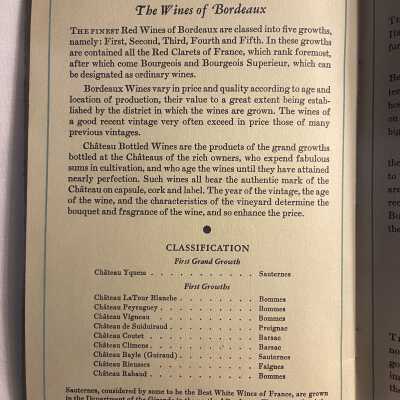 The Wines of Bordeaux
THE FINEST Red Wines of Bordeaux are classed into five growths,
namely: First, Second, Third, Fourth and Fifth. In these growths
are contained all the Red Clarets of France, which rank foremost,
after which come Bourgeois and Bourgeois Superieur, which can
be designated as ordinary wines.
Bordeaux Wines vary in price and quality according to age and
location of production, their value to a great extent being estab-
lished by the district in which the wines are grown. The wines of
a good recent vintage very often exceed in price those of many
previous vintages.
Château Bottled Wines are the products of the grand growths
bottled at the Châteaus of the rich owners, who expend fabulous
sums in cultivation, and who age the wines until they have attained
nearly perfection. Such wines all bear the authentic mark of the
Château on capsule, cork and label. The year of the vintage, the age
of the wine, and the characteristics of the vineyard determine the
bouquet and fragrance of the wine, and so enhance the price.
CLASSIFICATION
First Grand Growth
Château Yquem . . . . . . . . . . Sauternes
First Growths
Château LaTour Blanche . . . . . . . . Bommes
Château Peyraguey . . . . . . . . . . Bommes
Château Vigneau . . . . . . . . . . Bommes
Château de Suiduiraud . . . . . . . . . Preignac
Château Coutet . . . . . . . . . . . Barsac
Château Climens . . . . . . . . . . . Barsac
Château Bayle (Guiraud) . . . . . . . . Sauternes
Château Rieussec . . . . . . . . . . Falgnes
Château Rabaud . . . . . . . . . . . Bommes
Sauternes, considered by some to be the Best White Wines of France, are grown